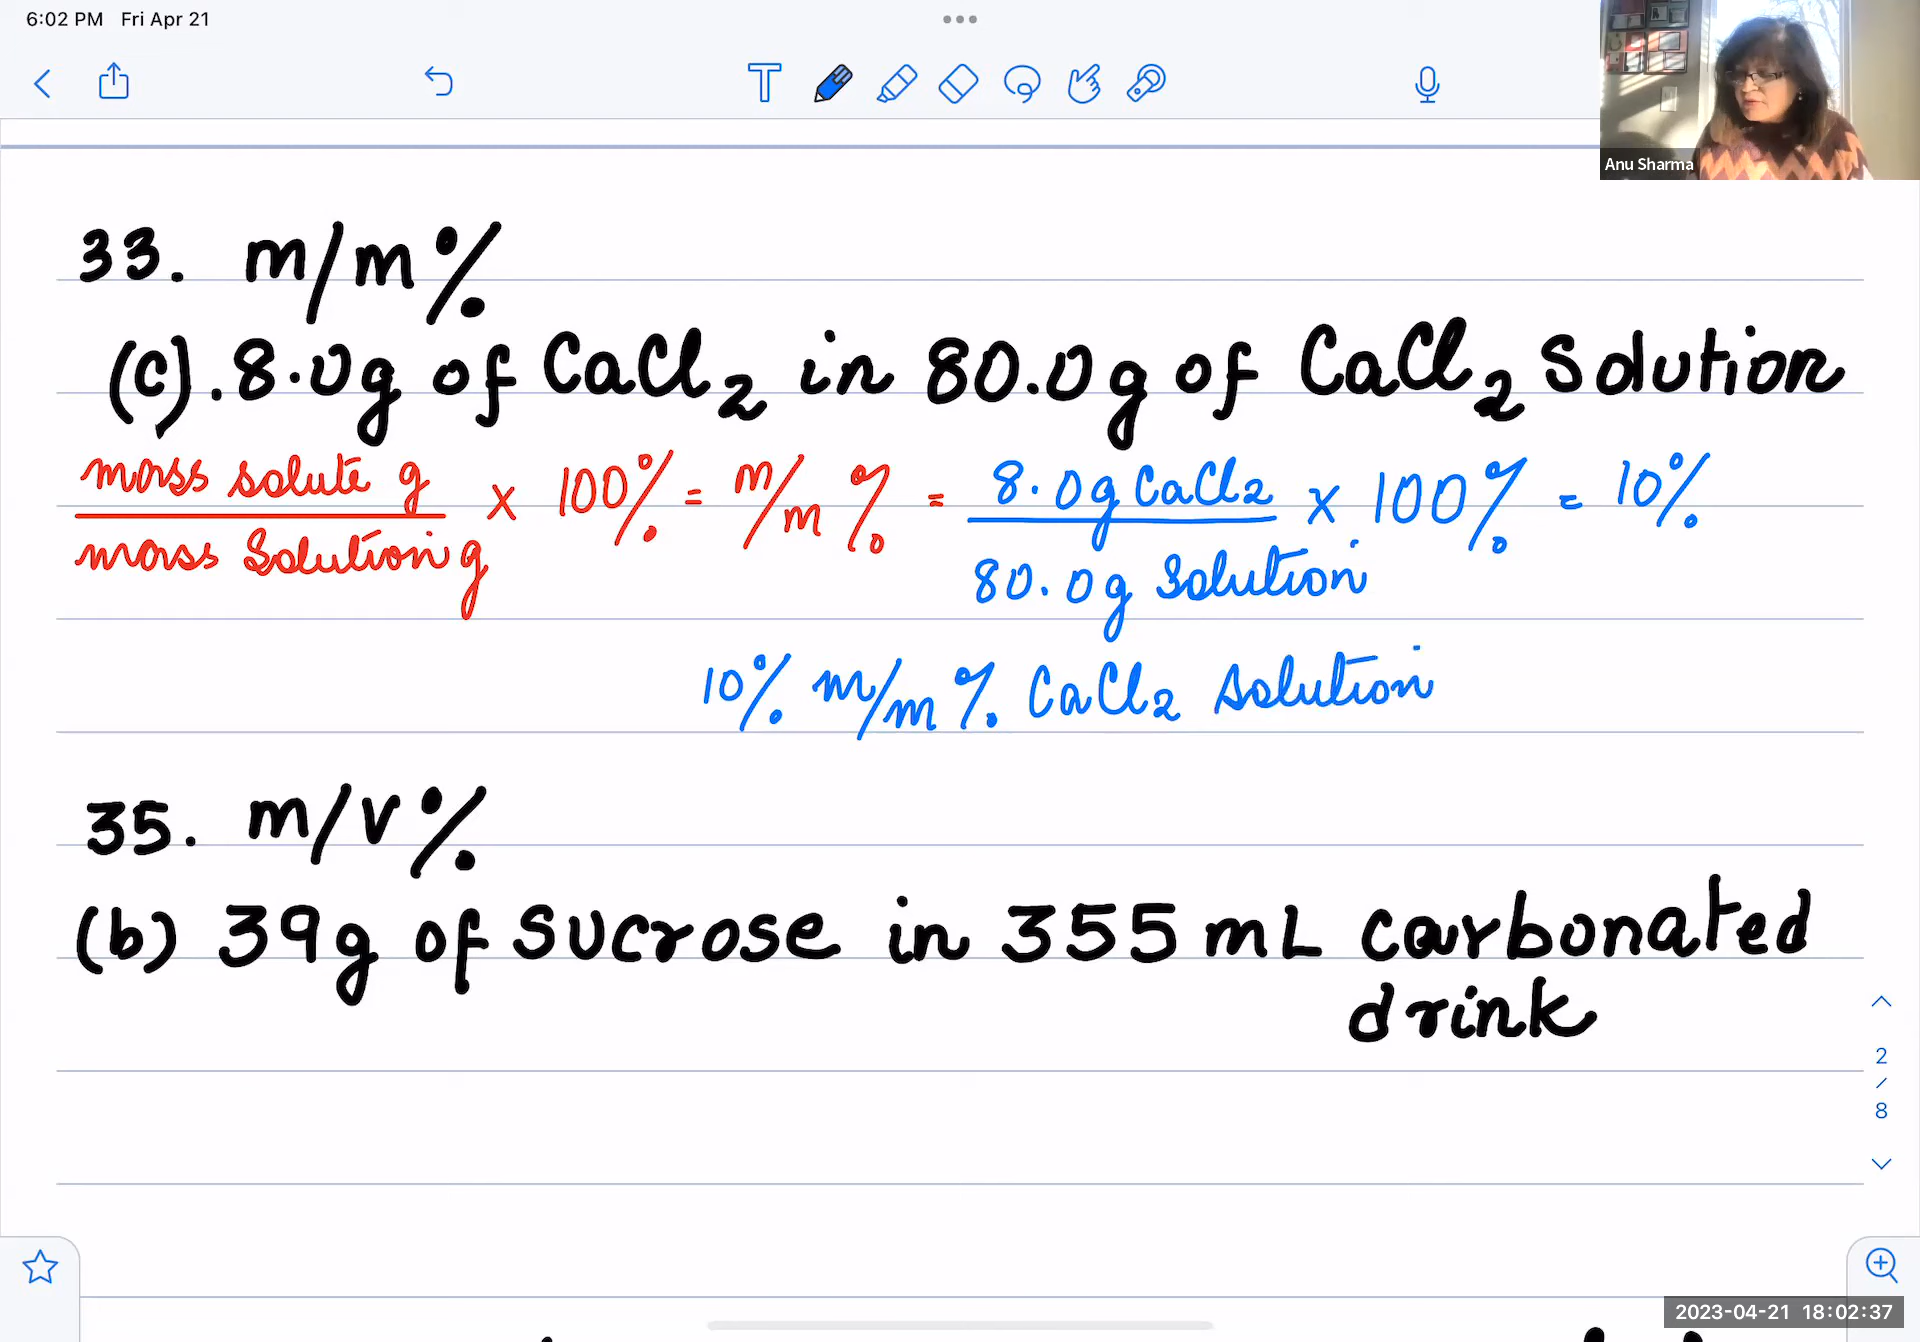 6:02 PM Fri Apr 21
Anu Sharma
33. m/m %
(c). 8.0g of CaCl2 in 80.0g of CaCl2 Solution
mass solute g / mass Solution g x 100% = m/m % = 8.0g CaCl2 / 80.0g Solution x 100% = 10%
10% m/m % CaCl2 solution
35. m/v %
(b) 39g of sucrose in 355 mL carbonated
drink
2
/
8
2023-04-21 18:02:37